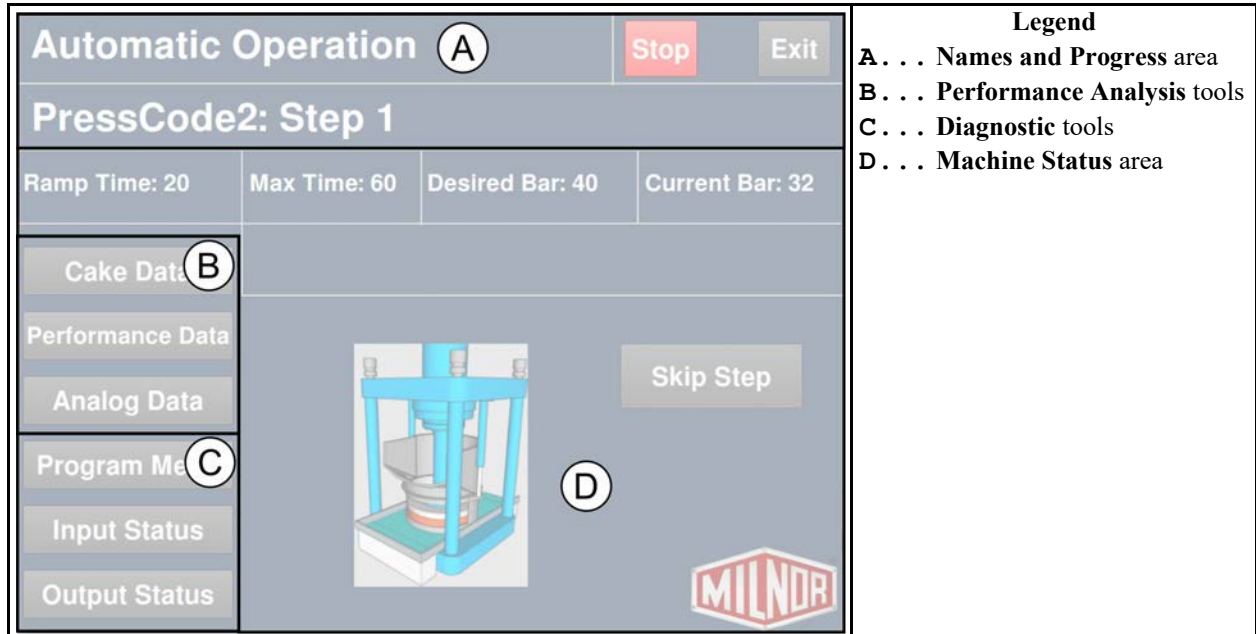 Automatic Operation A Stop Exit
PressCode2: Step 1
Ramp Time: 20 Max Time: 60 Desired Bar: 40 Current Bar: 32
Cake Data B
Performance Data
Analog Data
Skip Step
Program Me C
Input Status
D
Output Status
MILNOR
Legend
A... Names and Progress area
B... Performance Analysis tools
C... Diagnostic tools
D... Machine Status area